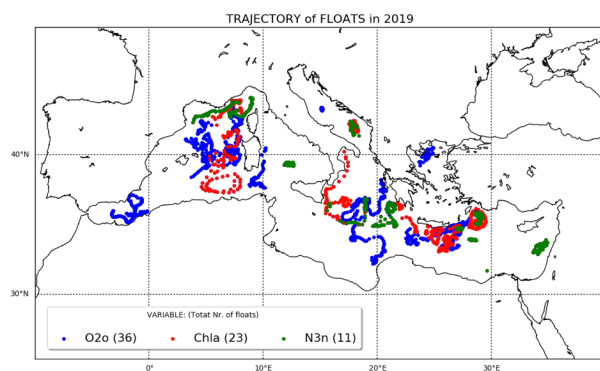 TRAJECTORY of FLOATS in 2019
40°N
30°N
VARIABLE: (Total Nr. of floats)
O2o (36) Chla (23) N3n (11)
0° 10°E 20°E 30°E